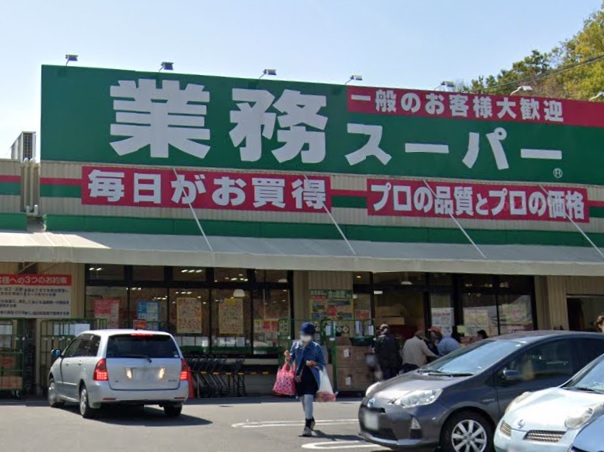 一般のお客様大歓迎
業務スーパー®
毎日がお買得
プロの品質とプロの価格